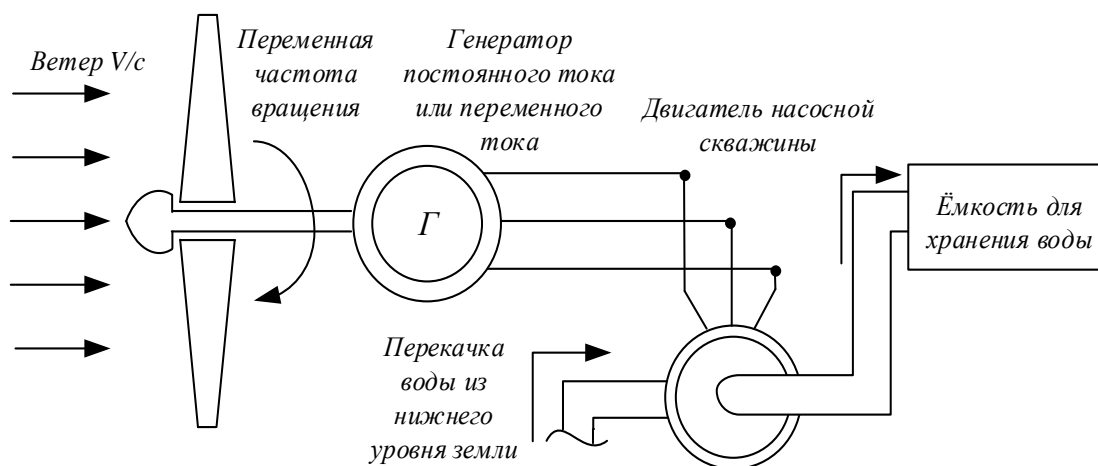 Ветер V/c
Переменная
частота
вращения
Генератор
постоянного тока
или переменного
тока
Двигатель насосной
скважины
Г
Ёмкость для
хранения воды
Перекачка
воды из
нижнего
уровня земли